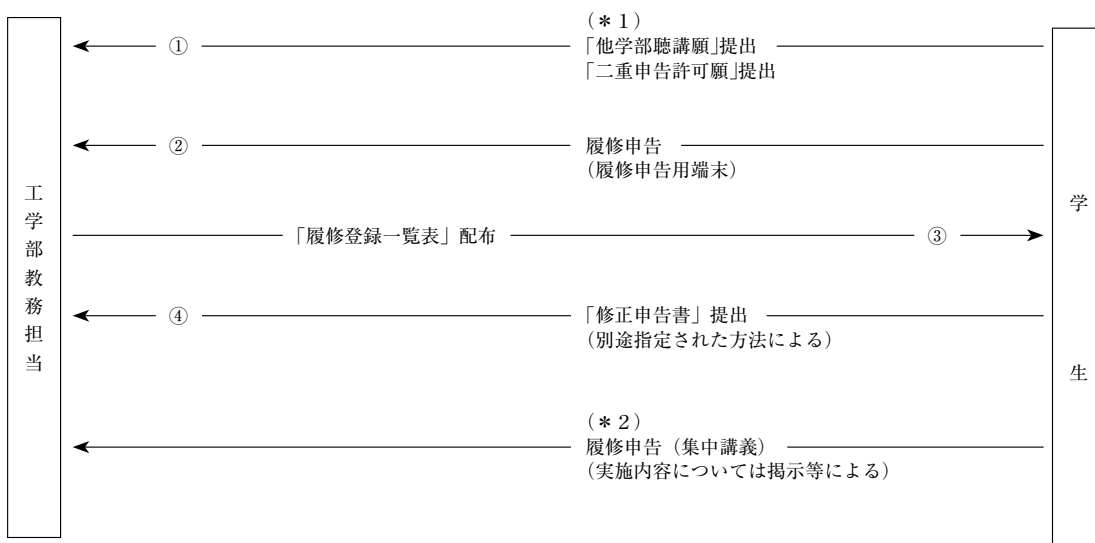 (＊1)
① 「他学部聴講願」提出
「二重申告許可願」提出
② 履修申告
(履修申告用端末)
工学部教務担当
学生
「履修登録一覧表」配布 ③
④ 「修正申告書」提出
(別途指定された方法による)
(＊2)
履修申告(集中講義)
(実施内容については掲示等による)